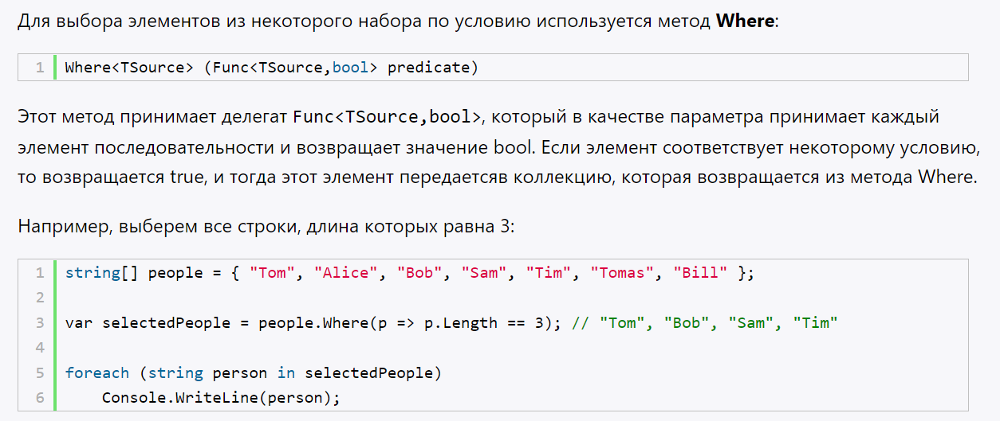 Для выбора элементов из некоторого набора по условию используется метод Where:
1 Where<TSource> (Func<TSource,bool> predicate)
Этот метод принимает делегат Func<TSource,bool>, который в качестве параметра принимает каждый
элемент последовательности и возвращает значение bool. Если элемент соответствует некоторому условию,
то возвращается true, и тогда этот элемент передаетсяв коллекцию, которая возвращается из метода Where.
Например, выберем все строки, длина которых равна 3:
1 string[] people = { "Tom", "Alice", "Bob", "Sam", "Tim", "Tomas", "Bill" };
2
3 var selectedPeople = people.Where(p => p.Length == 3); // "Tom", "Bob", "Sam", "Tim"
4
5 foreach (string person in selectedPeople)
6     Console.WriteLine(person);